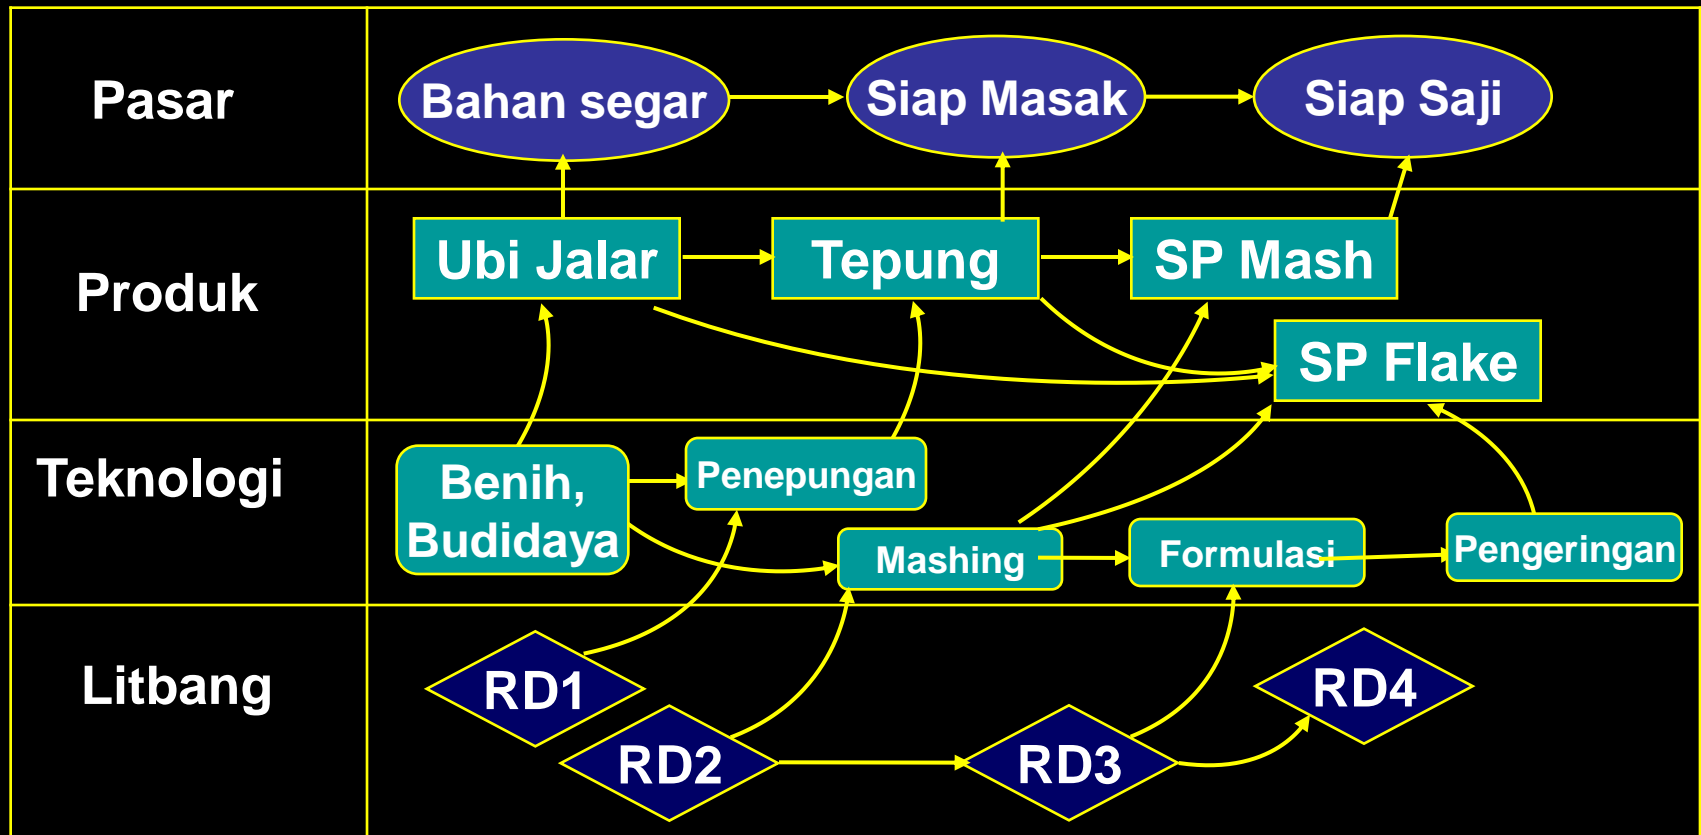 Pasar
Bahan segar
Siap Masak
Siap Saji
Produk
Ubi Jalar
Tepung
SP Mash
SP Flake
Teknologi
Benih,
Budidaya
Penepungan
Mashing
Formulasi
Pengeringan
Litbang
RD1
RD2
RD3
RD4